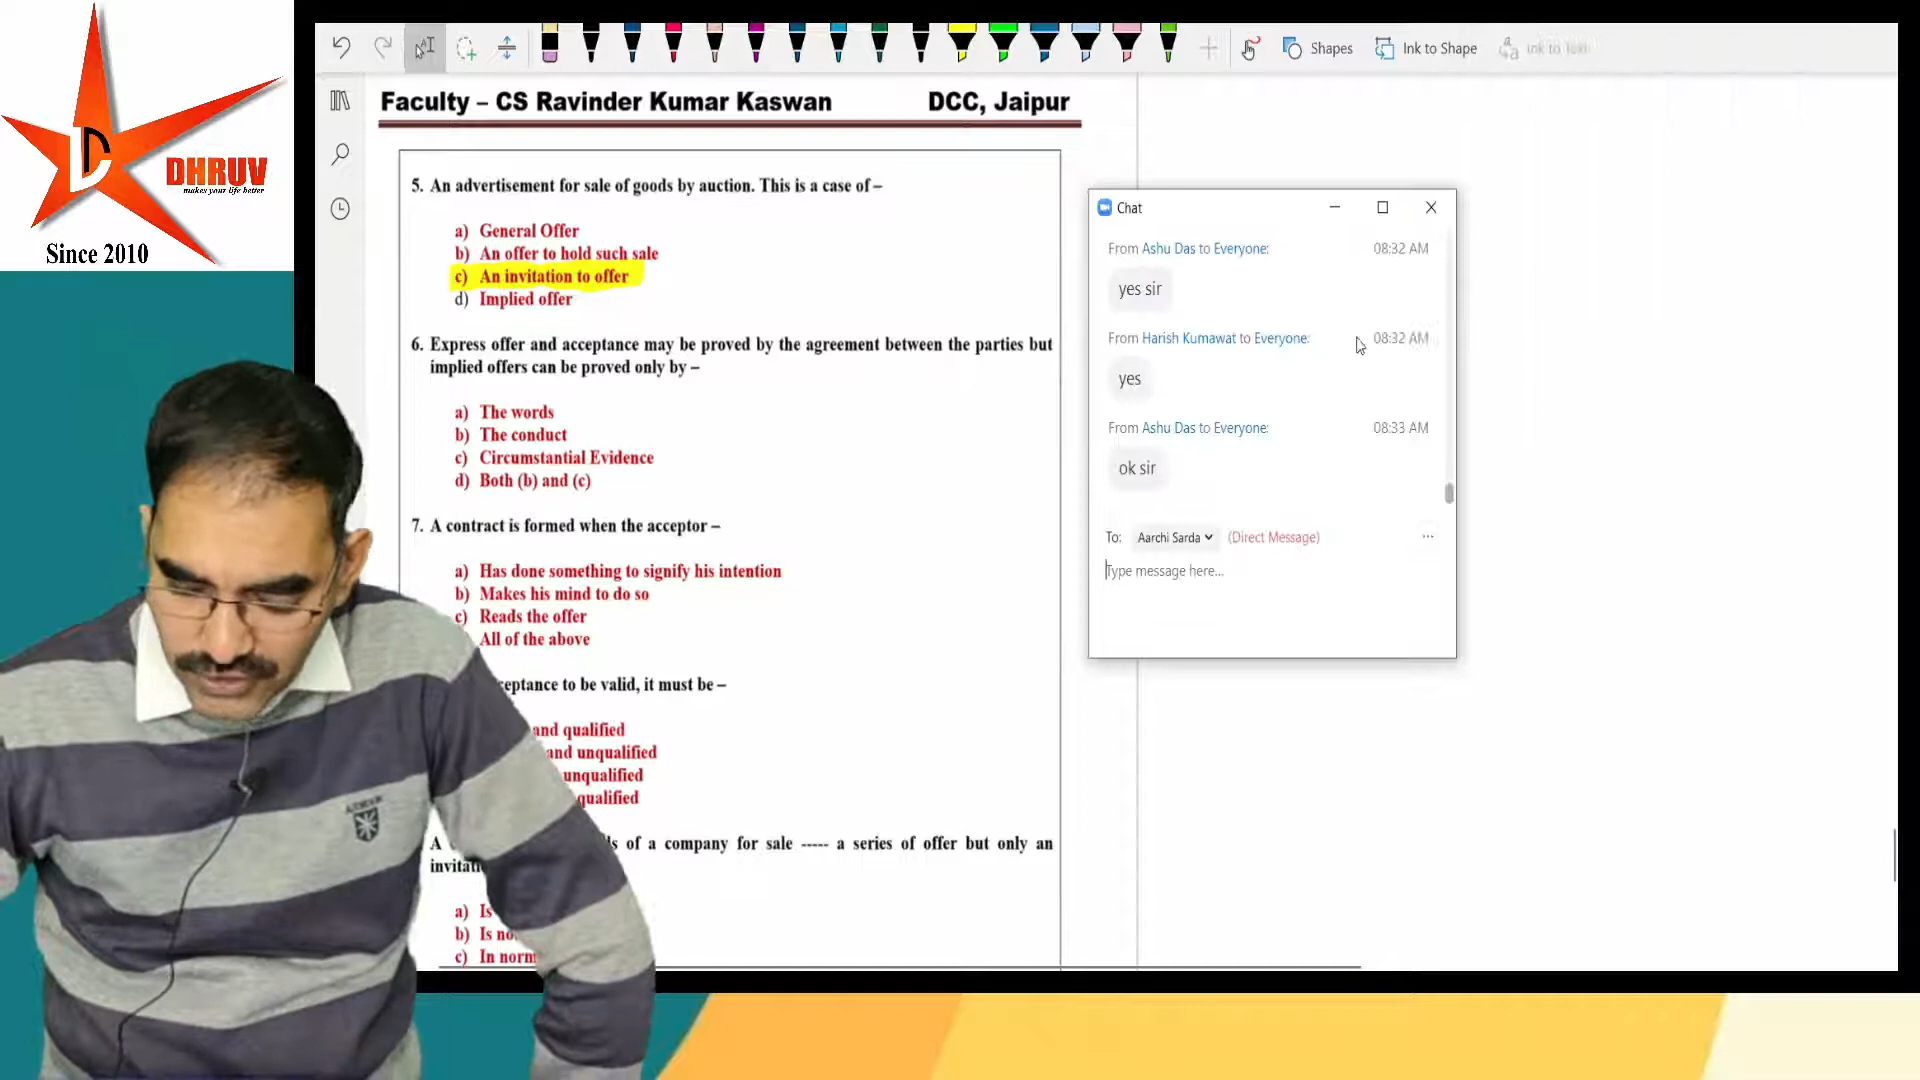 DC
DHRUV
makes your life better
Since 2010
Shapes
Ink to Shape
Faculty – CS Ravinder Kumar Kaswan DCC, Jaipur
5. An advertisement for sale of goods by auction. This is a case of –
a) General Offer
b) An offer to hold such sale
c) An invitation to offer
d) Implied offer
6. Express offer and acceptance may be proved by the agreement between the parties but
implied offers can be proved only by –
a) The words
b) The conduct
c) Circumstantial Evidence
d) Both (b) and (c)
7. A contract is formed when the acceptor –
a) Has done something to signify his intention
b) Makes his mind to do so
c) Reads the offer
All of the above
to be valid, it must be –
and qualified
and unqualified
unqualified
qualified
A
of a company for sale ----- a series of offer but only an
a) Is
b) Is
c) In
Chat
From Ashu Das to Everyone: 08:32 AM
yes sir
From Harish Kumawat to Everyone: 08:32 AM
yes
From Ashu Das to Everyone: 08:33 AM
ok sir
To: Aarchi Sarda (Direct Message) ...
Type message here...